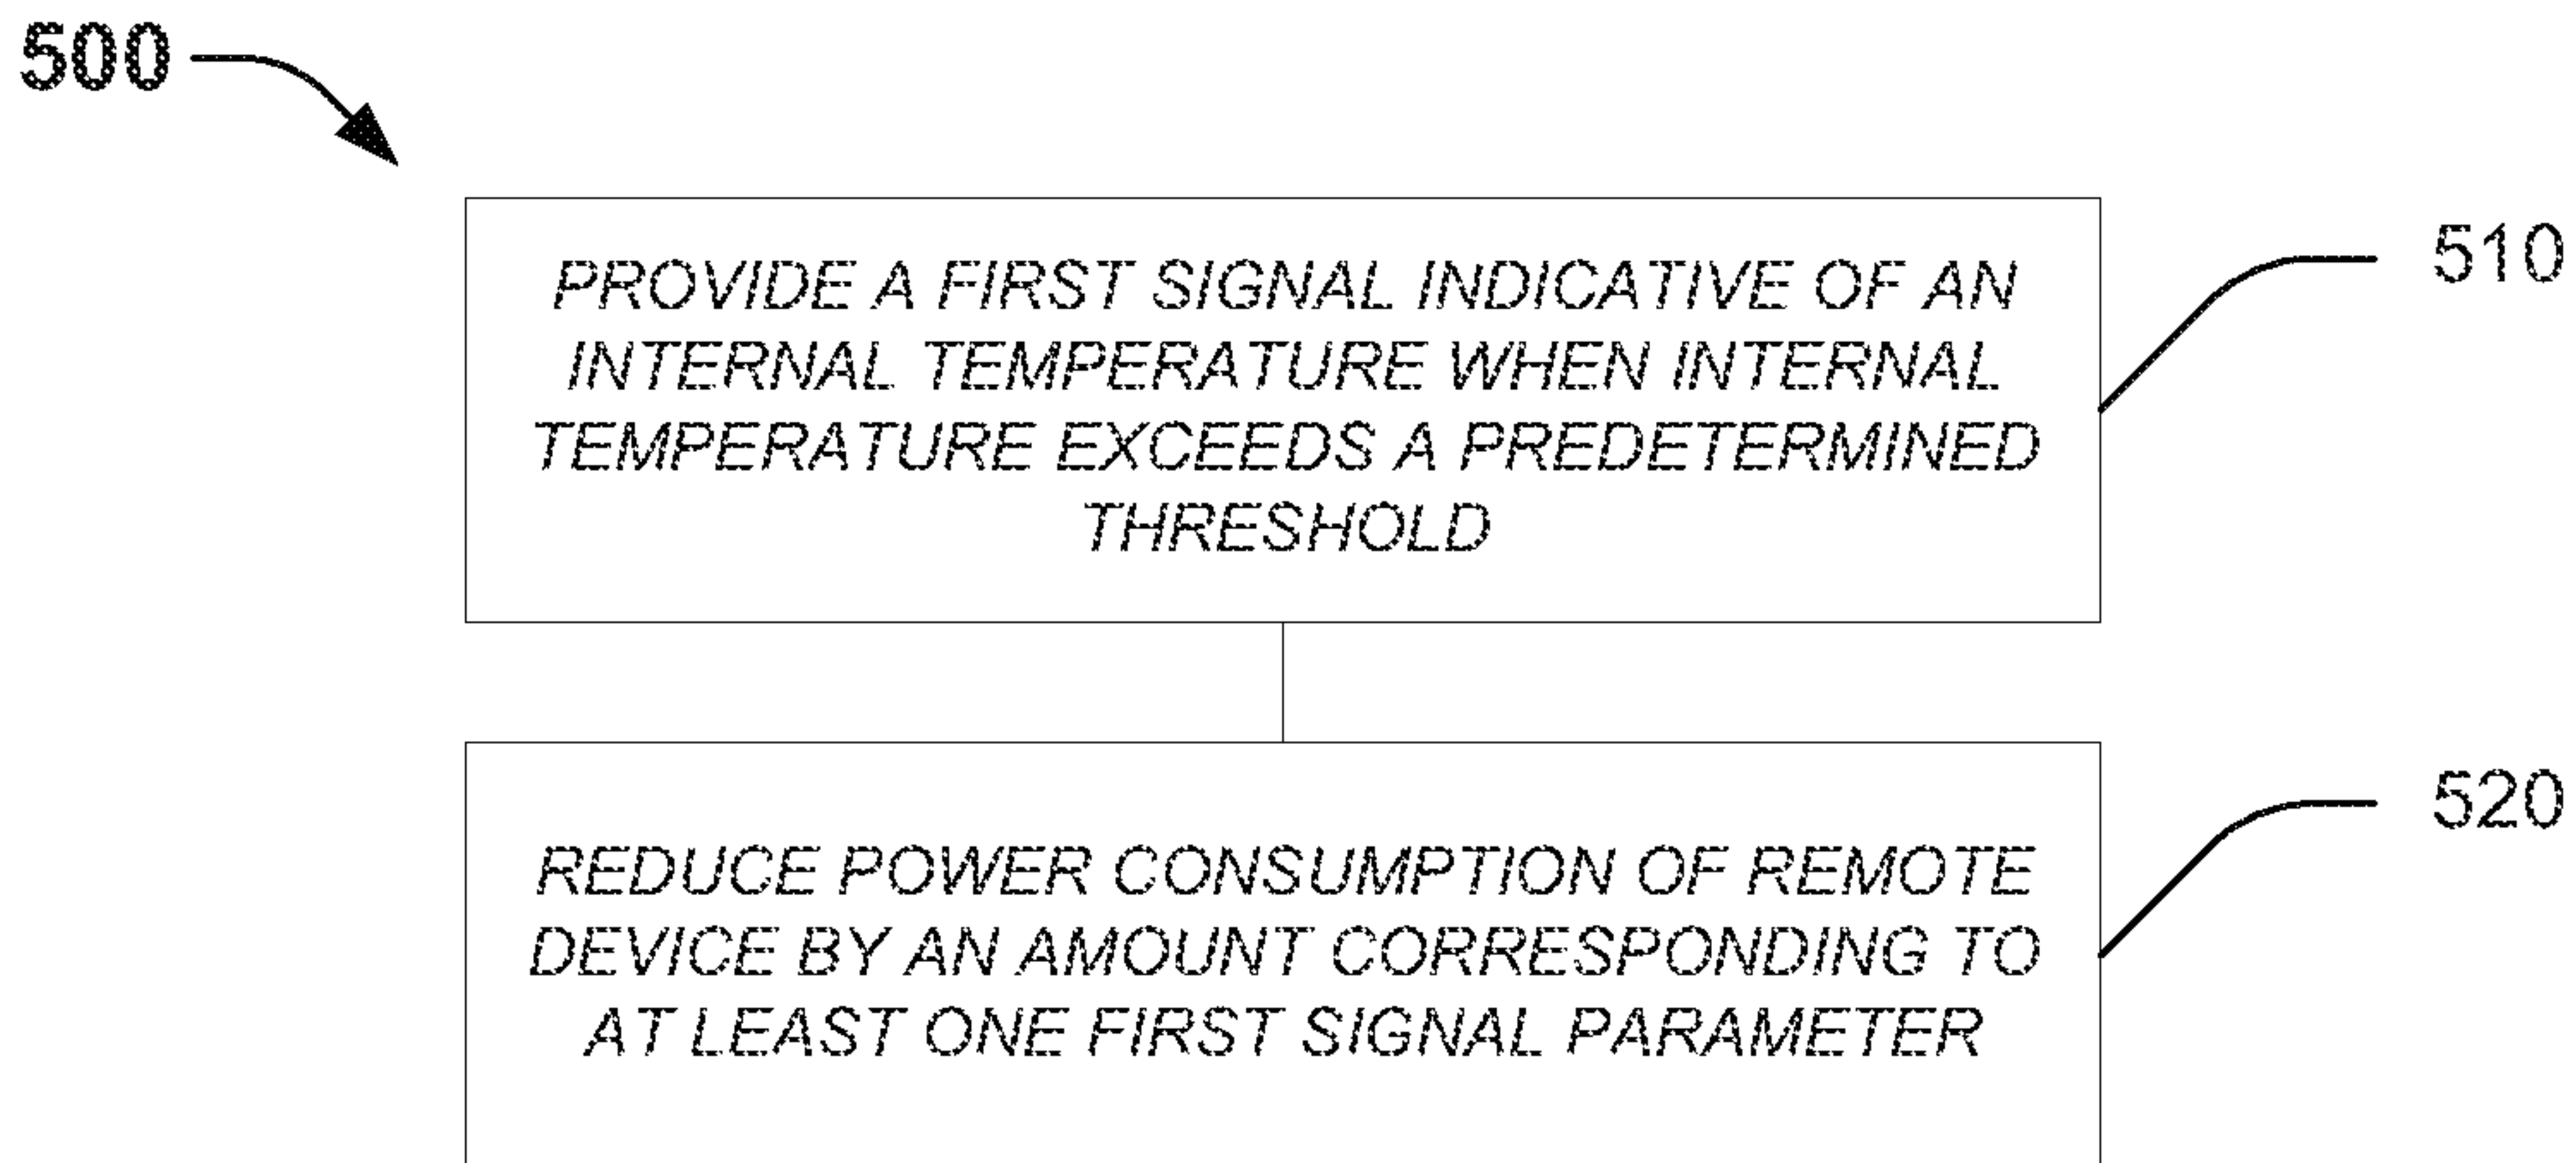 500
PROVIDE A FIRST SIGNAL INDICATIVE OF AN
INTERNAL TEMPERATURE WHEN INTERNAL
TEMPERATURE EXCEEDS A PREDETERMINED
THRESHOLD
510
REDUCE POWER CONSUMPTION OF REMOTE
DEVICE BY AN AMOUNT CORRESPONDING TO
AT LEAST ONE FIRST SIGNAL PARAMETER
520